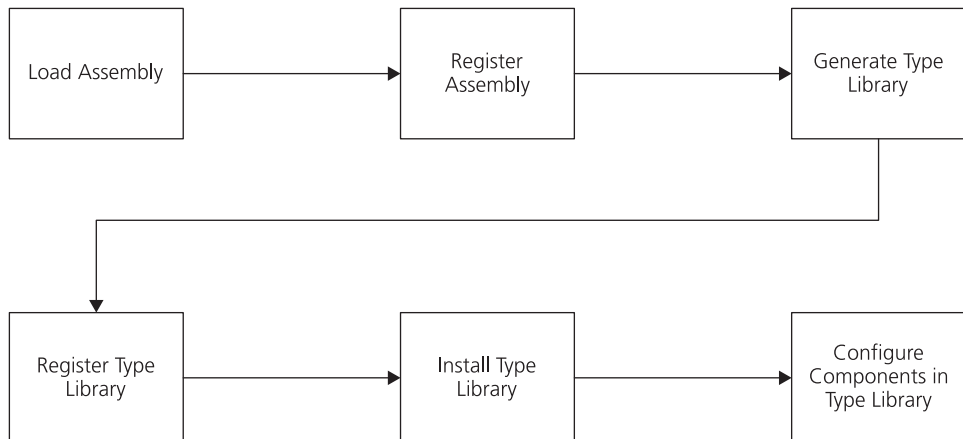 Load Assembly
Register
Assembly
Generate Type
Library
Register Type
Library
Install Type
Library
Configure
Components in
Type Library